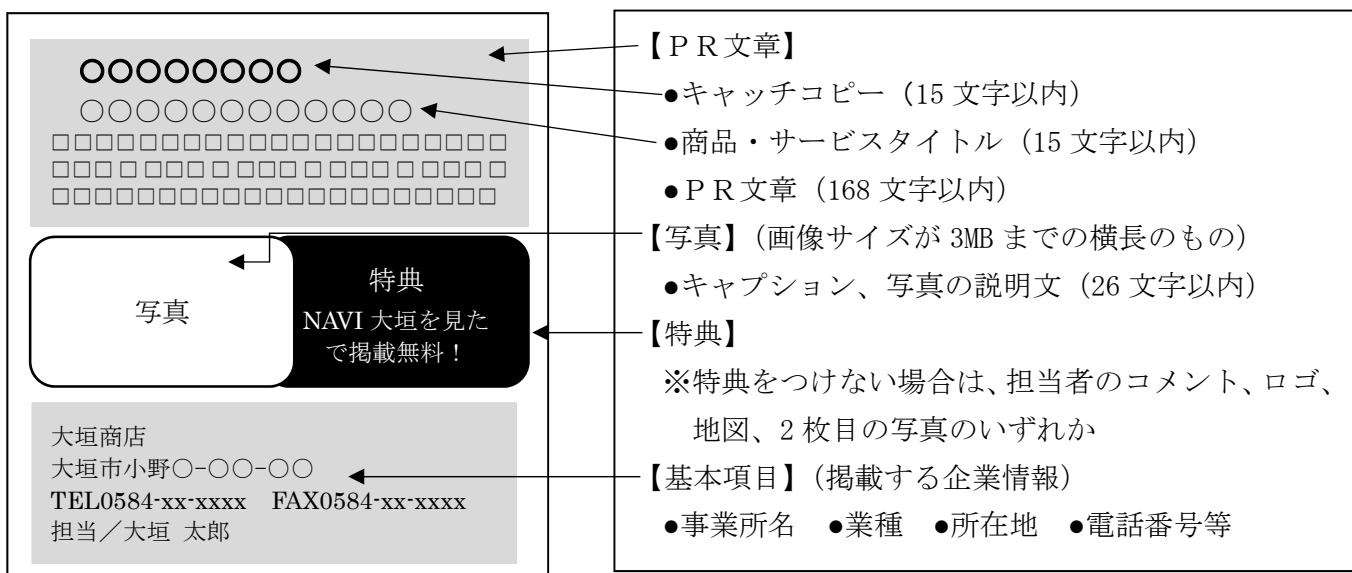 ○○○○○○○○
○○○○○○○○○○○○
□□□□□□□□□□□□□□□□□□□□□
□□□□□□□□□□□□□□□□□□□□□
□□□□□□□□□□□□□□□□□□□□□
写真
特典
NAVI 大垣を見た
で掲載無料!
大垣商店
大垣市小野○-○○-○○
TEL0584-xx-xxxx FAX0584-xx-xxxx
担当/大垣 太郎
【PR文章】
●キャッチコピー(15 文字以内)
●商品・サービスタイトル(15 文字以内)
●PR文章(168 文字以内)
【写真】(画像サイズが 3MB までの横長のもの)
●キャプション、写真の説明文(26 文字以内)
【特典】
※特典をつけない場合は、担当者のコメント、ロゴ、
地図、2 枚目の写真のいずれか
【基本項目】(掲載する企業情報)
●事業所名 ●業種 ●所在地 ●電話番号等